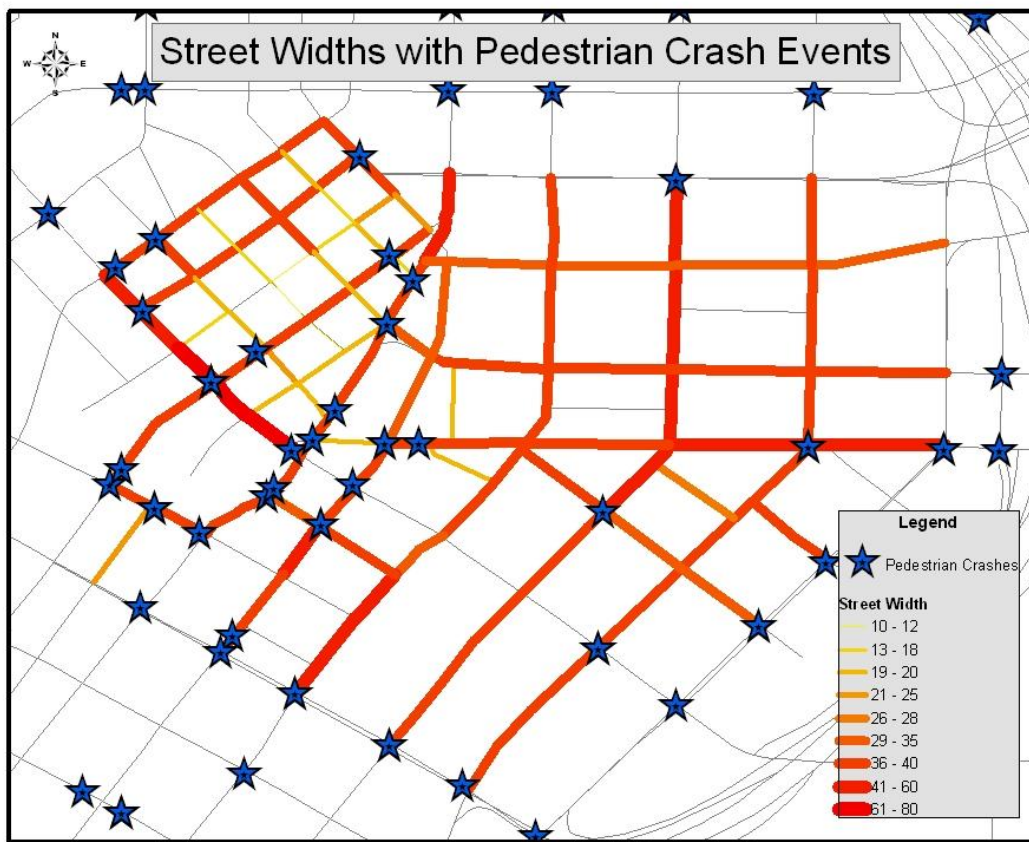 Street Widths with Pedestrian Crash Events
N
W E
S
Legend
Pedestrian Crashes
Street Width
10 - 12
13 - 18
19 - 20
21 - 25
26 - 28
29 - 35
36 - 40
41 - 60
61 - 80